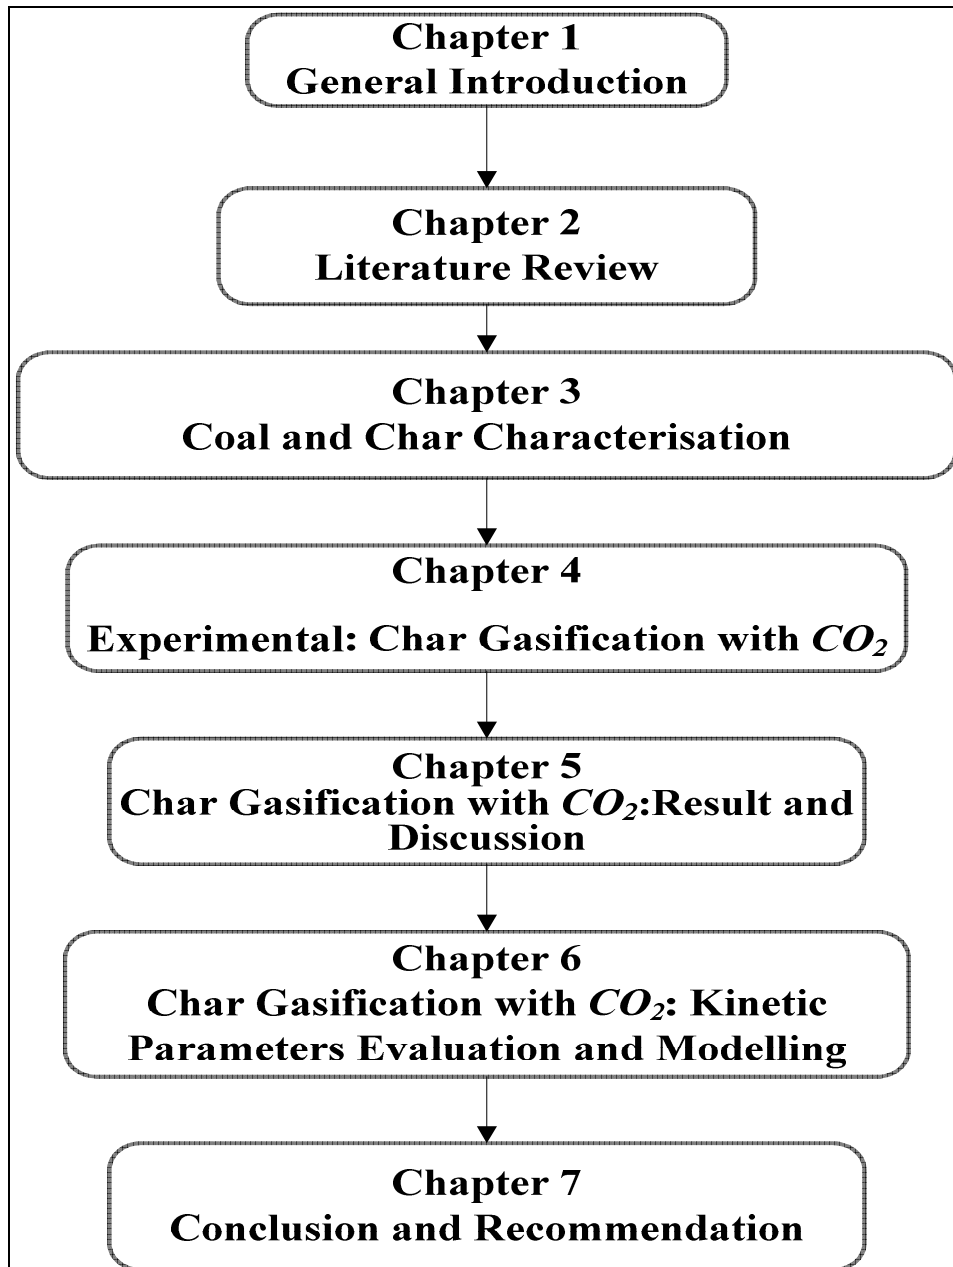 Chapter 1
General Introduction
Chapter 2
Literature Review
Chapter 3
Coal and Char Characterisation
Chapter 4
Experimental: Char Gasification with CO₂
Chapter 5
Char Gasification with CO₂:Result and
Discussion
Chapter 6
Char Gasification with CO₂: Kinetic
Parameters Evaluation and Modelling
Chapter 7
Conclusion and Recommendation